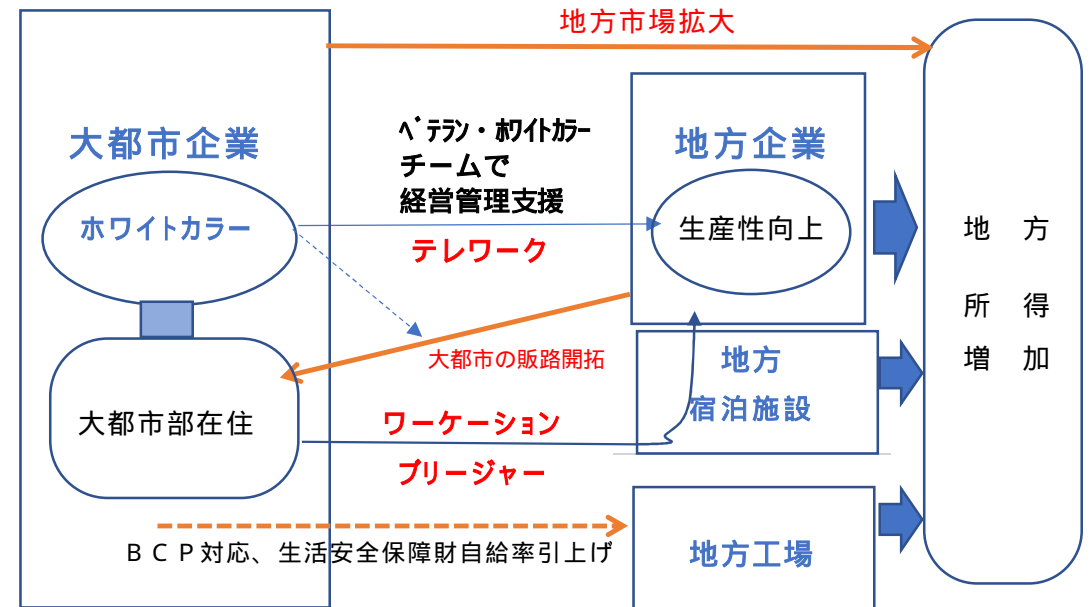 地方市場拡大
大都市企業
ホワイトカラー
大都市部在住
ベテラン・ホワイトカラー
チームで
経営管理支援
テレワーク
大都市の販路開拓
ワーケーション
ブリージャー
BCP対応、生活安全保障財自給率引上げ
地方企業
生産性向上
地方
宿泊施設
地方工場
地 方
所 得
増 加